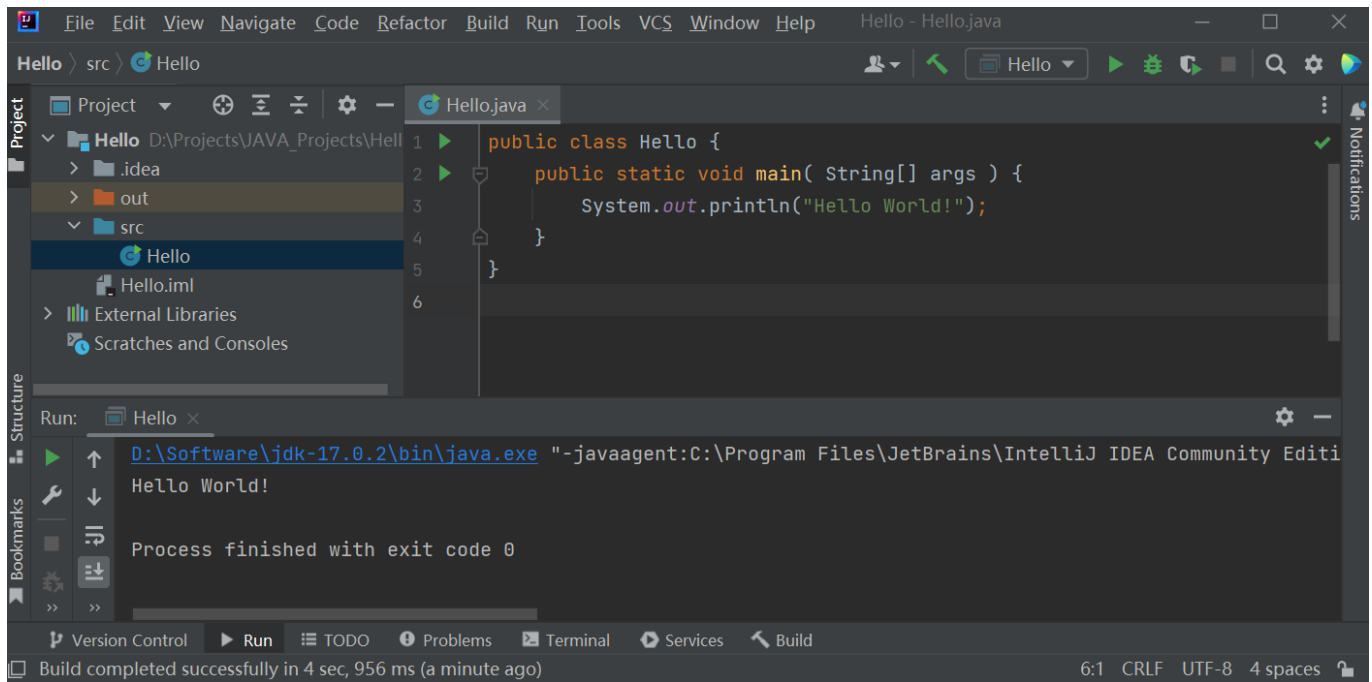 File Edit View Navigate Code Refactor Build Run Tools VCS Window Help Hello - Hello.java
Hello src Hello
Hello
Project
Hello.java
Project
Notifications
Hello D:\Projects\JAVA_Projects\Hell
.idea
out
src
Hello
Hello.iml
External Libraries
Scratches and Consoles
1 public class Hello {
2 public static void main( String[] args ) {
3 System.out.println("Hello World!");
4 }
5 }
6
Structure
Bookmarks
Run: Hello
D:\Software\jdk-17.0.2\bin\java.exe "-javaagent:C:\Program Files\JetBrains\IntelliJ IDEA Community Editi
Hello World!
Process finished with exit code 0
Version Control Run TODO Problems Terminal Services Build
Build completed successfully in 4 sec, 956 ms (a minute ago) 6:1 CRLF UTF-8 4 spaces